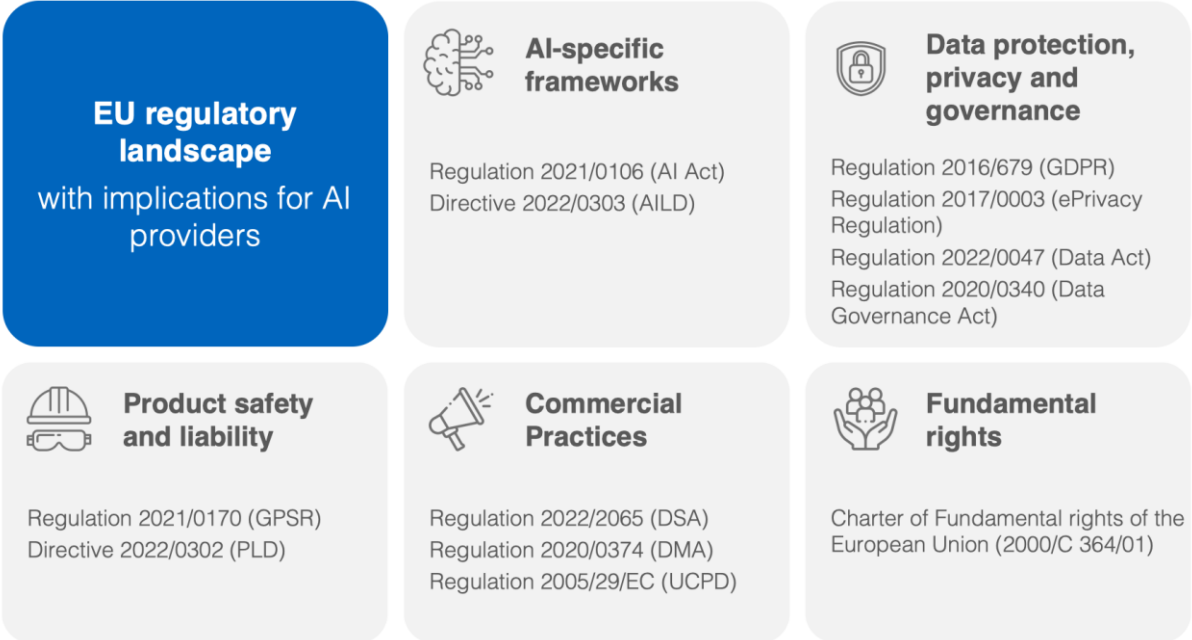 EU regulatory
landscape
with implications for AI
providers
AI-specific
frameworks
Regulation 2021/0106 (AI Act)
Directive 2022/0303 (AILD)
Data protection,
privacy and
governance
Regulation 2016/679 (GDPR)
Regulation 2017/0003 (ePrivacy
Regulation)
Regulation 2022/0047 (Data Act)
Regulation 2020/0340 (Data
Governance Act)
Product safety
and liability
Regulation 2021/0170 (GPSR)
Directive 2022/0302 (PLD)
Commercial
Practices
Regulation 2022/2065 (DSA)
Regulation 2020/0374 (DMA)
Regulation 2005/29/EC (UCPD)
Fundamental
rights
Charter of Fundamental rights of the
European Union (2000/C 364/01)